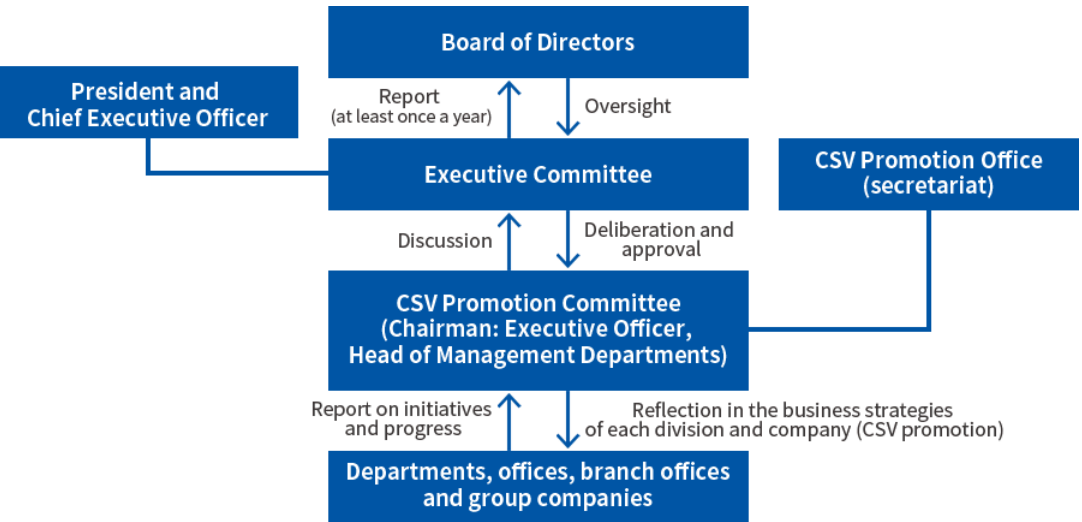 Board of Directors
President and
Chief Executive Officer
Report
(at least once a year)
Oversight
Executive Committee
CSV Promotion Office
(secretariat)
Discussion
Deliberation and
approval
CSV Promotion Committee
(Chairman: Executive Officer,
Head of Management Departments)
Report on initiatives
and progress
Reflection in the business strategies
of each division and company (CSV promotion)
Departments, offices, branch offices
and group companies